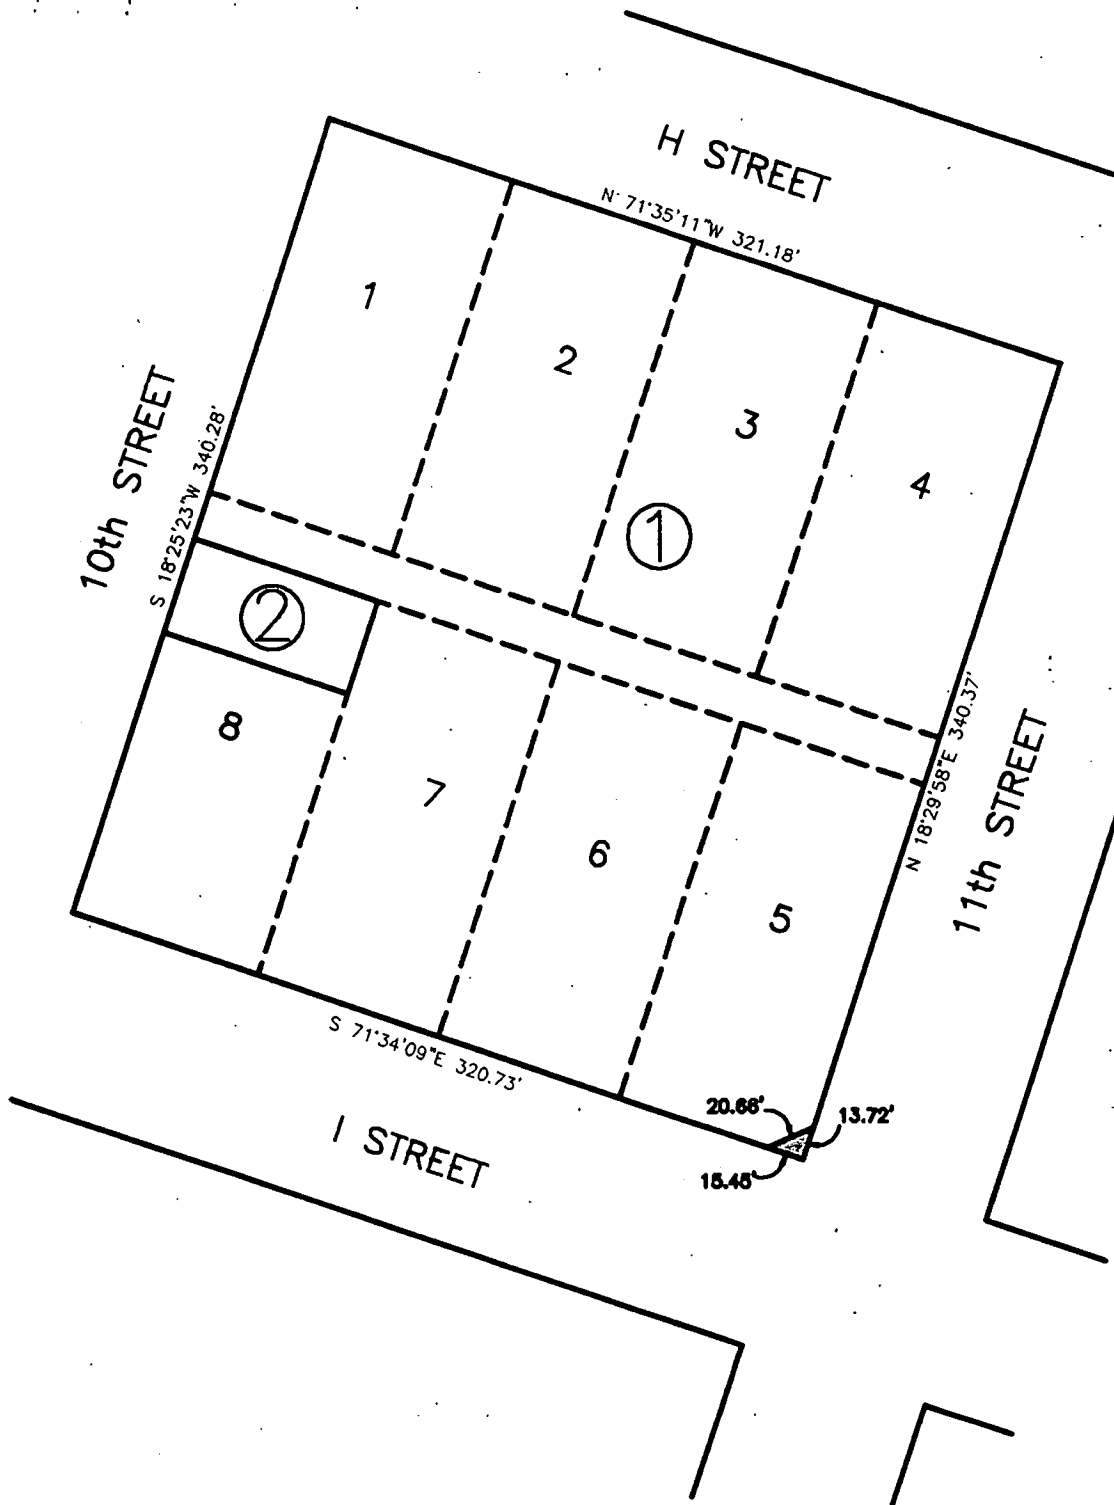 H STREET
N 71°35'11"W 321.18'
1
2
3
4
10th STREET
S 18°25'23"W 340.28'
1
2
8
7
6
5
N 18°29'58"E 340.37'
11th STREET
S 71°34'09"E 320.73'
20.66'
13.72'
15.45'
I STREET